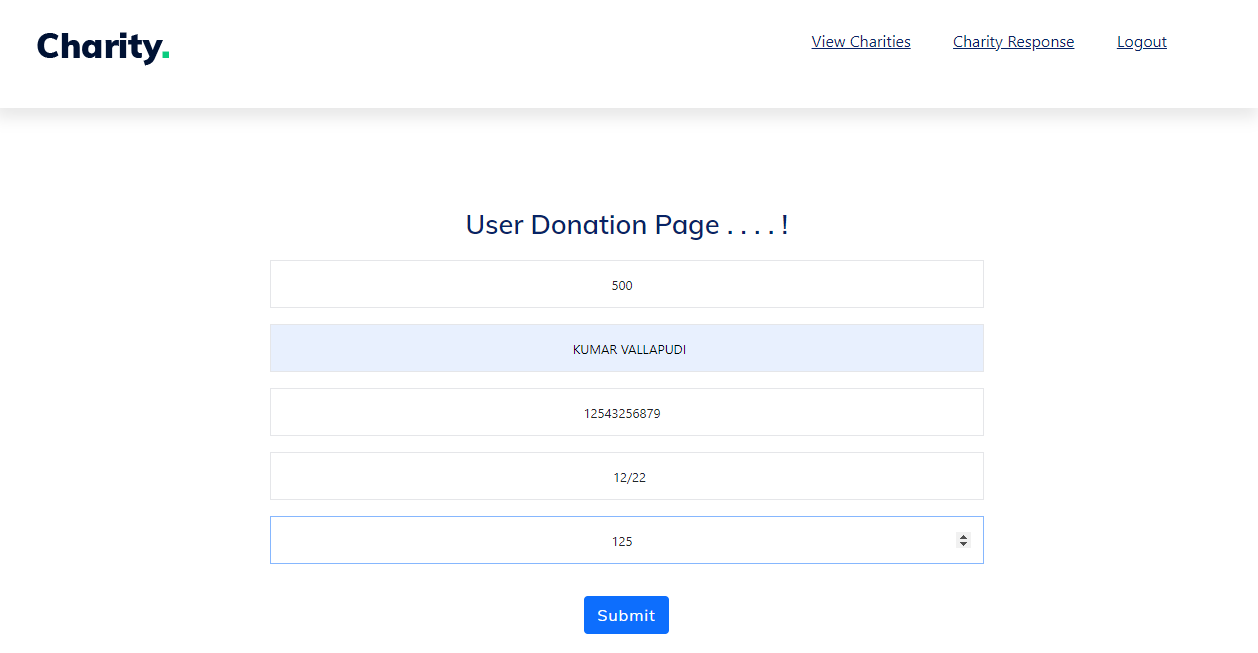 Charity.
View Charities Charity Response Logout
User Donation Page . . . . !
500
KUMAR VALLAPUDI
12543256879
12/22
125
Submit